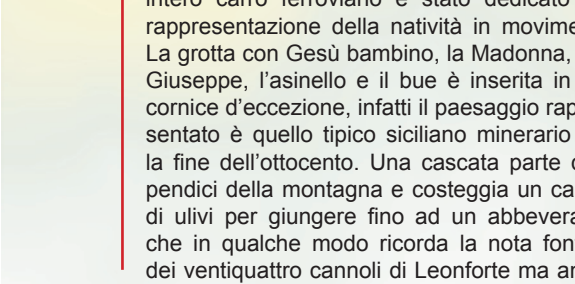 intero carro ferroviario è stato dedicato
rappresentazione della natività in movime
La grotta con Gesù bambino, la Madonna,
Giuseppe, l’asinello e il bue è inserita in
cornice d’eccezione, infatti il paesaggio rap
sentato è quello tipico siciliano minerario
la fine dell’ottocento. Una cascata parte
pendici della montagna e costeggia un ca
di ulivi per giungere fino ad un abbevera
che in qualche modo ricorda la nota fon
dei ventiquattro cannoli di Leonforte ma an